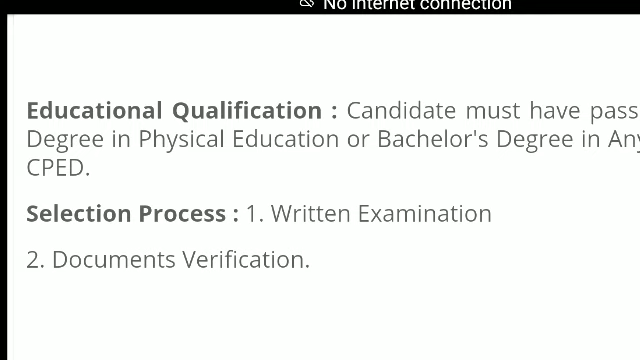 No internet connection
Educational Qualification : Candidate must have pass
Degree in Physical Education or Bachelor's Degree in Any
CPED.
Selection Process : 1. Written Examination
2. Documents Verification.